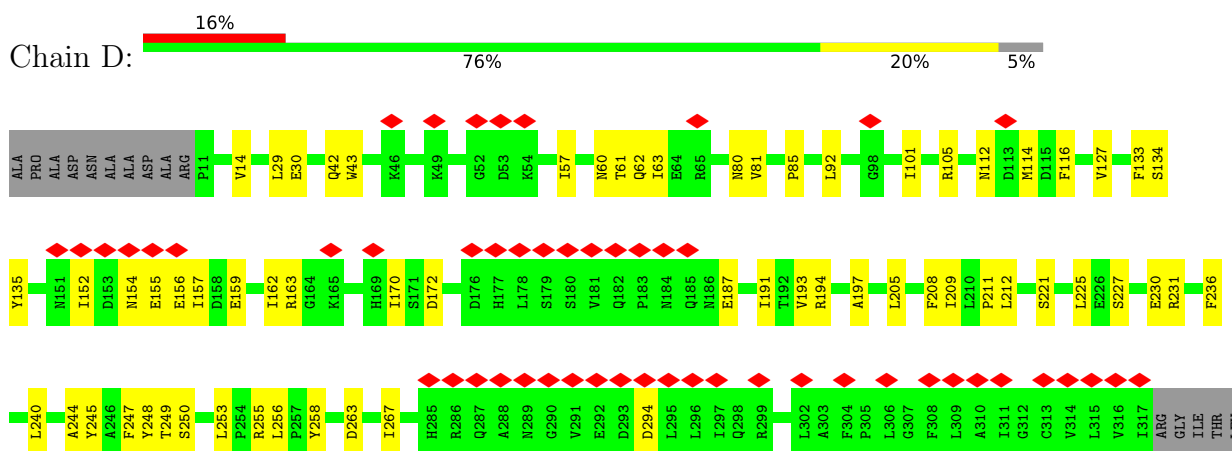 16%
Chain D:
76% 20% 5%
ALA PRO ALA ASP ASN ALA ALA ASP ALA ARG P11 V14 L29 E30 Q42 W43 K46 K49 G52 D53 K54 I57 N60 T61 Q62 I63 E64 R65 N80 V81 P85 L92 G98 I101 R105 N112 D113 M114 D115 F116 V127 F133 S134
Y135 N151 I152 D153 N154 E155 E156 I157 D158 E159 I162 R163 G164 K165 H169 I170 S171 D172 D176 H177 L178 S179 S180 V181 Q182 P183 N184 Q185 N186 E187 I191 T192 V193 R194 A197 L205 F208 I209 L210 P211 L212 S221 L225 E226 S227 E230 R231 F236
L240 A244 Y245 A246 F247 Y248 T249 S250 L253 P254 R255 L256 P257 Y258 D263 I267 H285 R286 Q287 A288 N289 G290 V291 E292 D293 D294 L295 L296 I297 Q298 R299 L302 A303 F304 P305 L306 G307 F308 L309 A310 I311 G312 C313 V314 L315 V316 I317 ARG GLY ILE THR